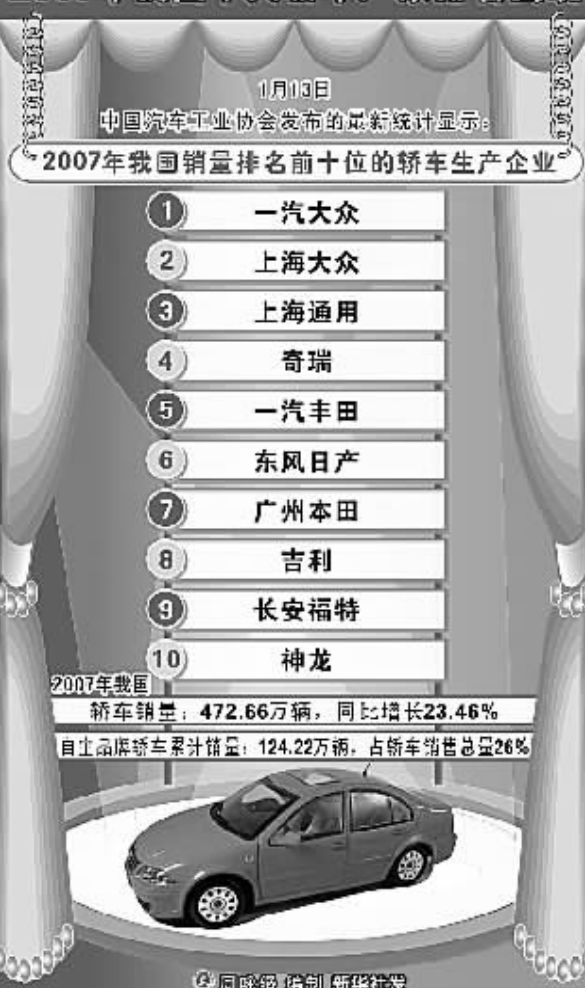 1月13日
中国汽车工业协会发布的最新统计显示：
2007年我国销量排名前十位的轿车生产企业
1 一汽大众
2 上海大众
3 上海通用
4 奇瑞
5 一汽丰田
6 东风日产
7 广州本田
8 吉利
9 长安福特
10 神龙
2007年我国
轿车销量：472.66万辆，同比增长23.46%
自主品牌轿车累计销量：124.22万辆，占轿车销售总量26%
编制 新华社发